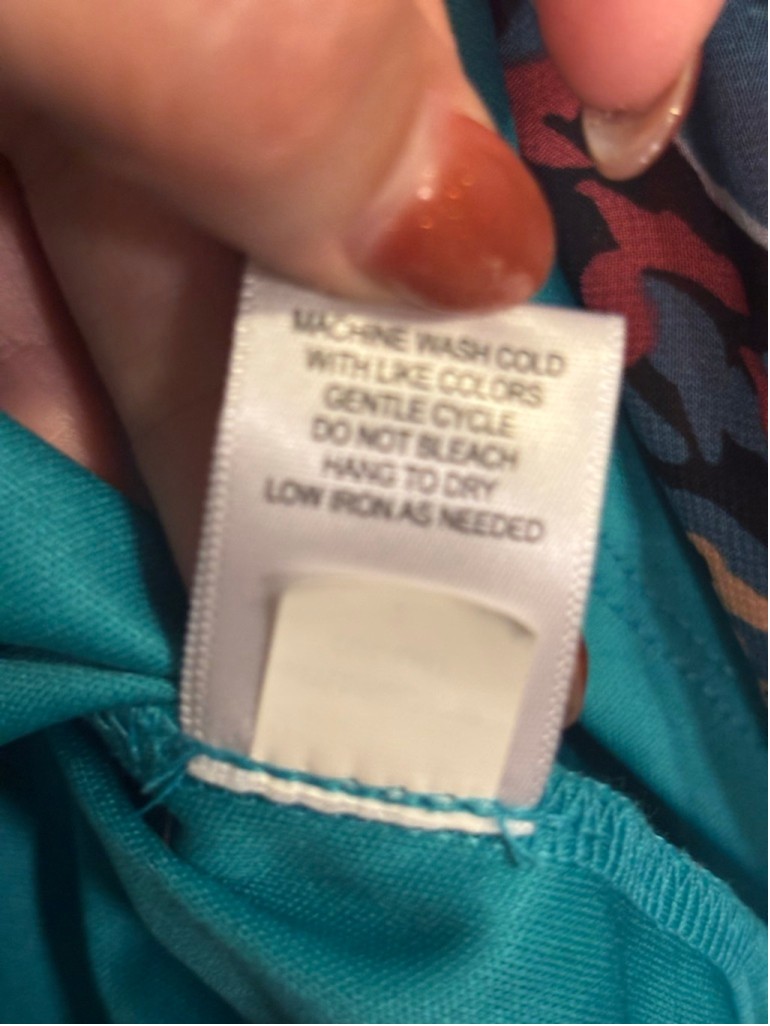 MACHINE WASH COLD
WITH LIKE COLORS
GENTLE CYCLE
DO NOT BLEACH
HANG TO DRY
LOW IRON AS NEEDED